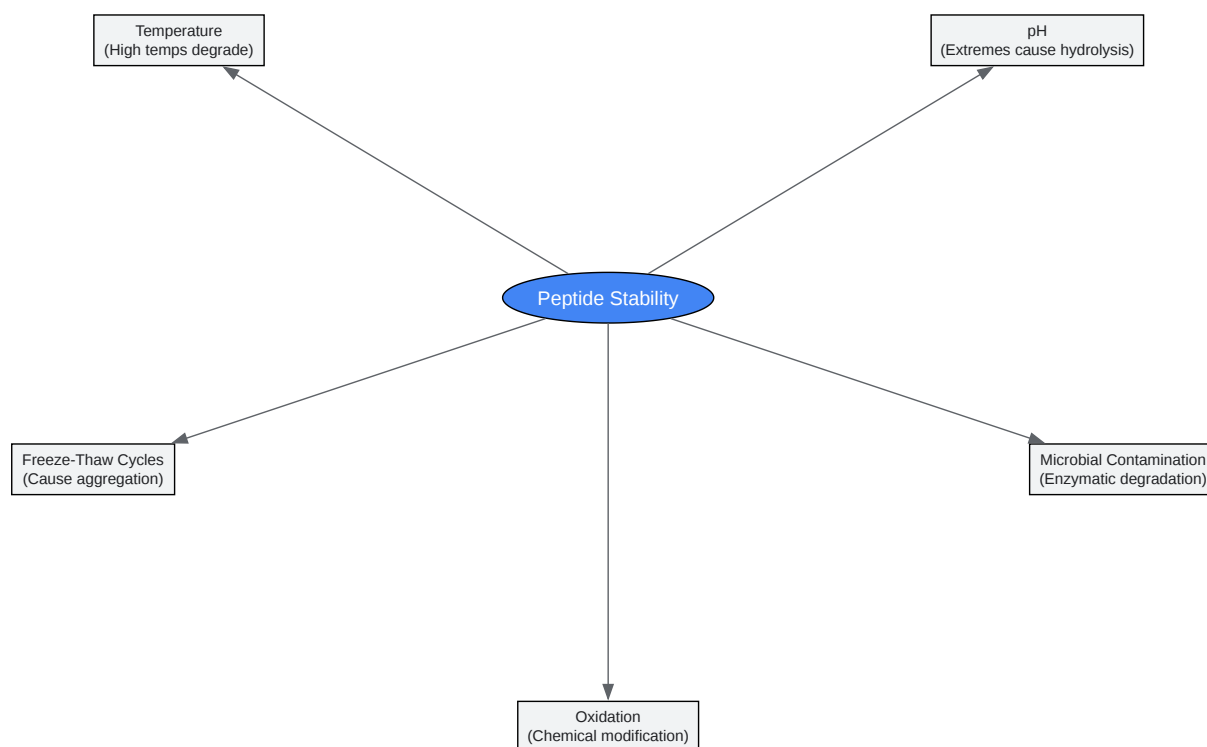 Temperature
(High temps degrade)
pH
(Extremes cause hydrolysis)
Peptide Stability
Freeze-Thaw Cycles
(Cause aggregation)
Microbial Contamination
(Enzymatic degradation)
Oxidation
(Chemical modification)